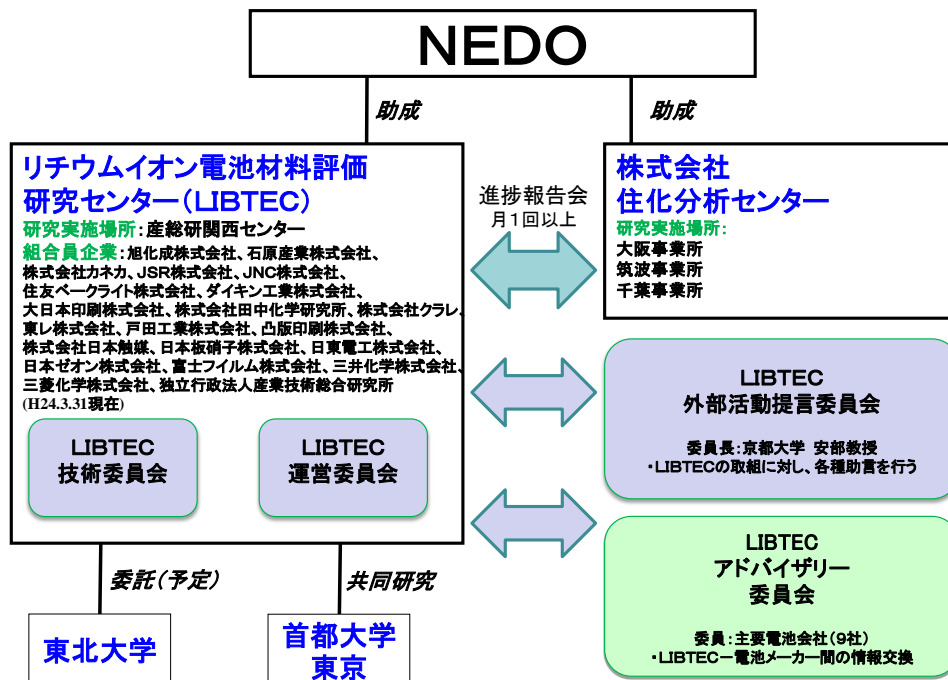 NEDO
助成
助成
リチウムイオン電池材料評価
研究センター(LIBTEC)
研究実施場所:産総研関西センター
組合員企業:旭化成株式会社、石原産業株式会社、
株式会社カネカ、JSR株式会社、JNC株式会社、
住友ベークライト株式会社、ダイキン工業株式会社、
大日本印刷株式会社、株式会社田中化学研究所、株式会社クラレ、
東レ株式会社、戸田工業株式会社、凸版印刷株式会社、
株式会社日本触媒、日本板硝子株式会社、日東電工株式会社、
日本ゼオン株式会社、富士フイルム株式会社、三井化学株式会社、
三菱化学株式会社、独立行政法人産業技術総合研究所
(H24.3.31現在)
LIBTEC
技術委員会
LIBTEC
運営委員会
進捗報告会
月1回以上
株式会社
住化分析センター
研究実施場所:
大阪事業所
筑波事業所
千葉事業所
LIBTEC
外部活動提言委員会
委員長:京都大学 安部教授
・LIBTECの取組に対し、各種助言を行う
LIBTEC
アドバイザリー
委員会
委員:主要電池会社(9社)
・LIBTECー電池メーカー間の情報交換
委託(予定)
共同研究
東北大学
首都大学
東京